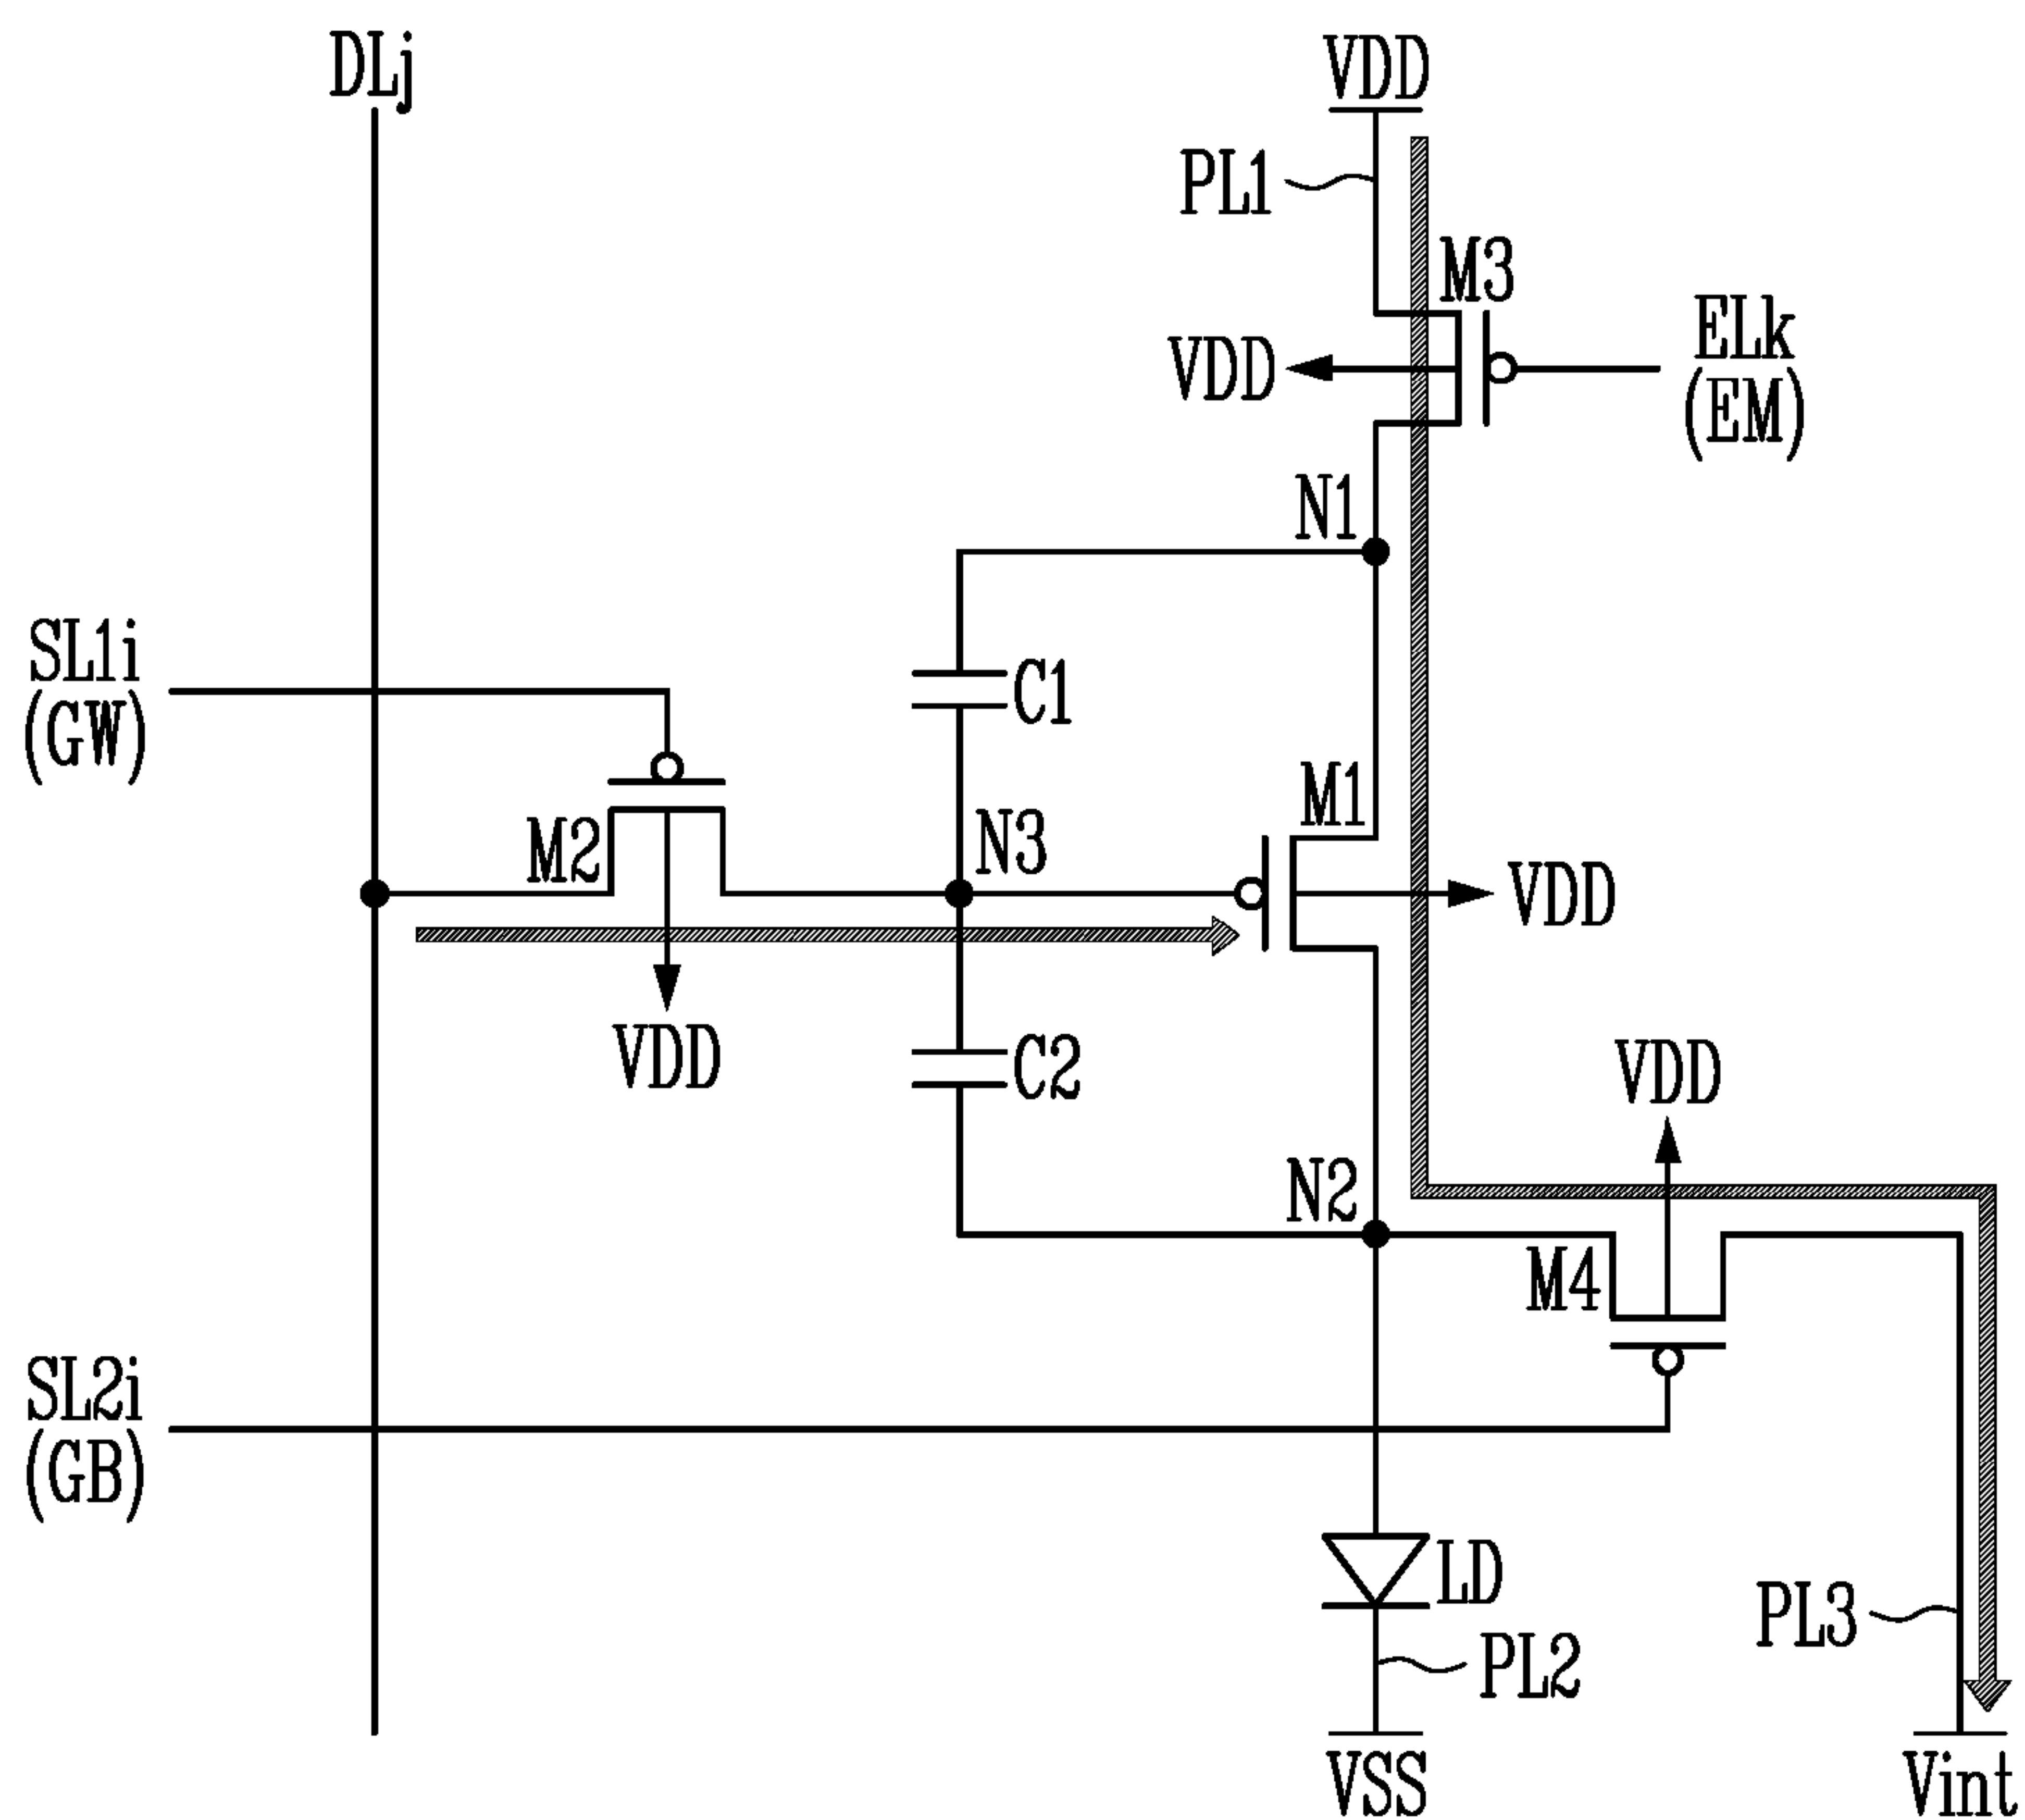 DLj
VDD
PL1
M3
VDD
ELk
(EM)
N1
SL1i
(GW)
C1
M1
M2
N3
VDD
VDD
C2
VDD
N2
M4
SL2i
(GB)
LD
PL3
PL2
VSS
Vint